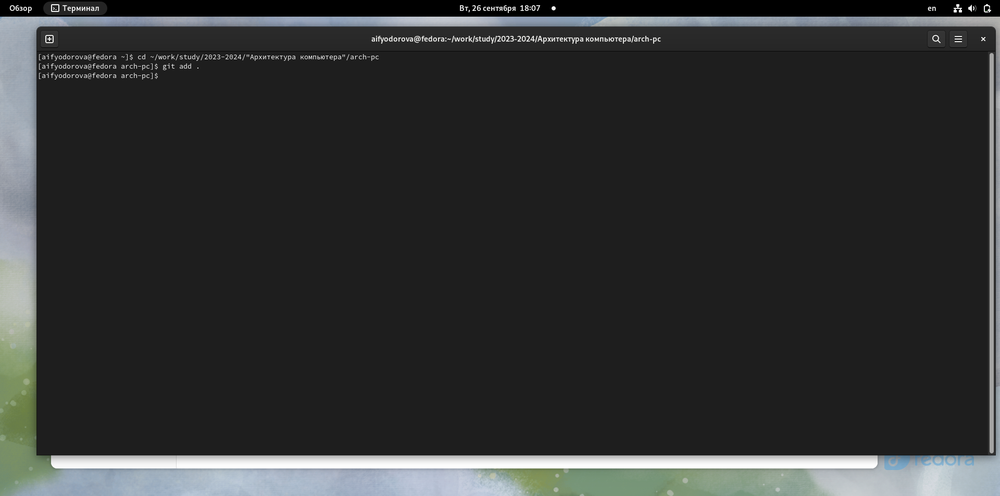 Обзор Терминал Вт, 26 сентября 18:07 en
aifyodorova@fedora:~/work/study/2023-2024/Архитектура компьютера/arch-pc
[aifyodorova@fedora ~]$ cd ~/work/study/2023-2024/"Архитектура компьютера"/arch-pc
[aifyodorova@fedora arch-pc]$ git add .
[aifyodorova@fedora arch-pc]$
fedora